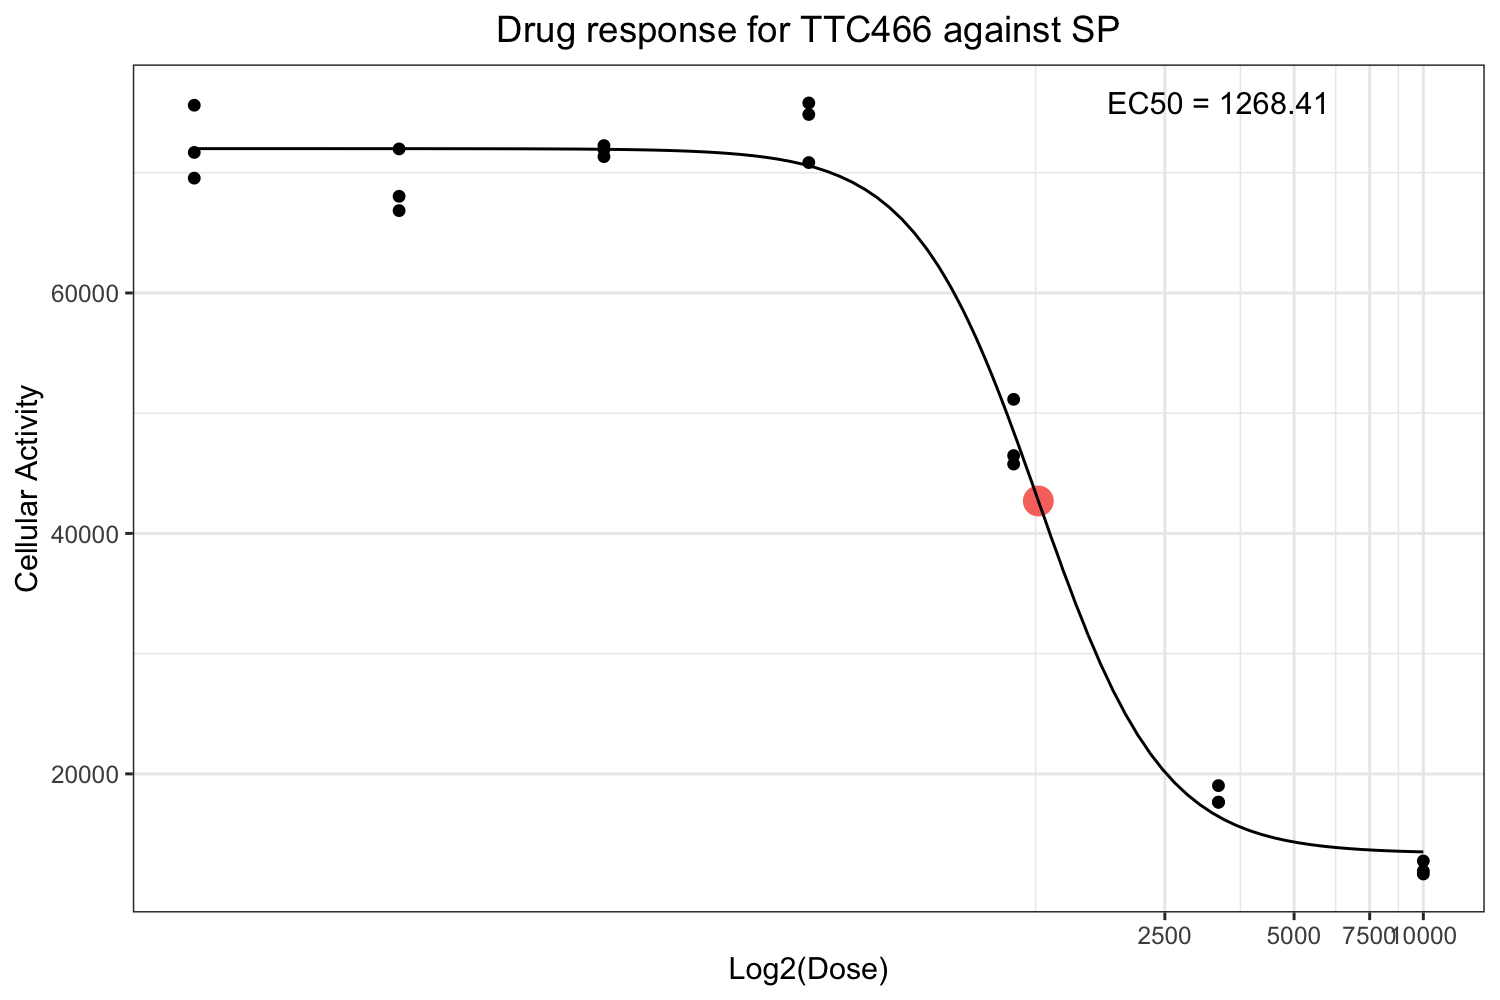 Drug response for TTC466 against SP
EC50 = 1268.41
60000
40000
20000
Cellular Activity
2500 5000 7500 10000
Log2(Dose)